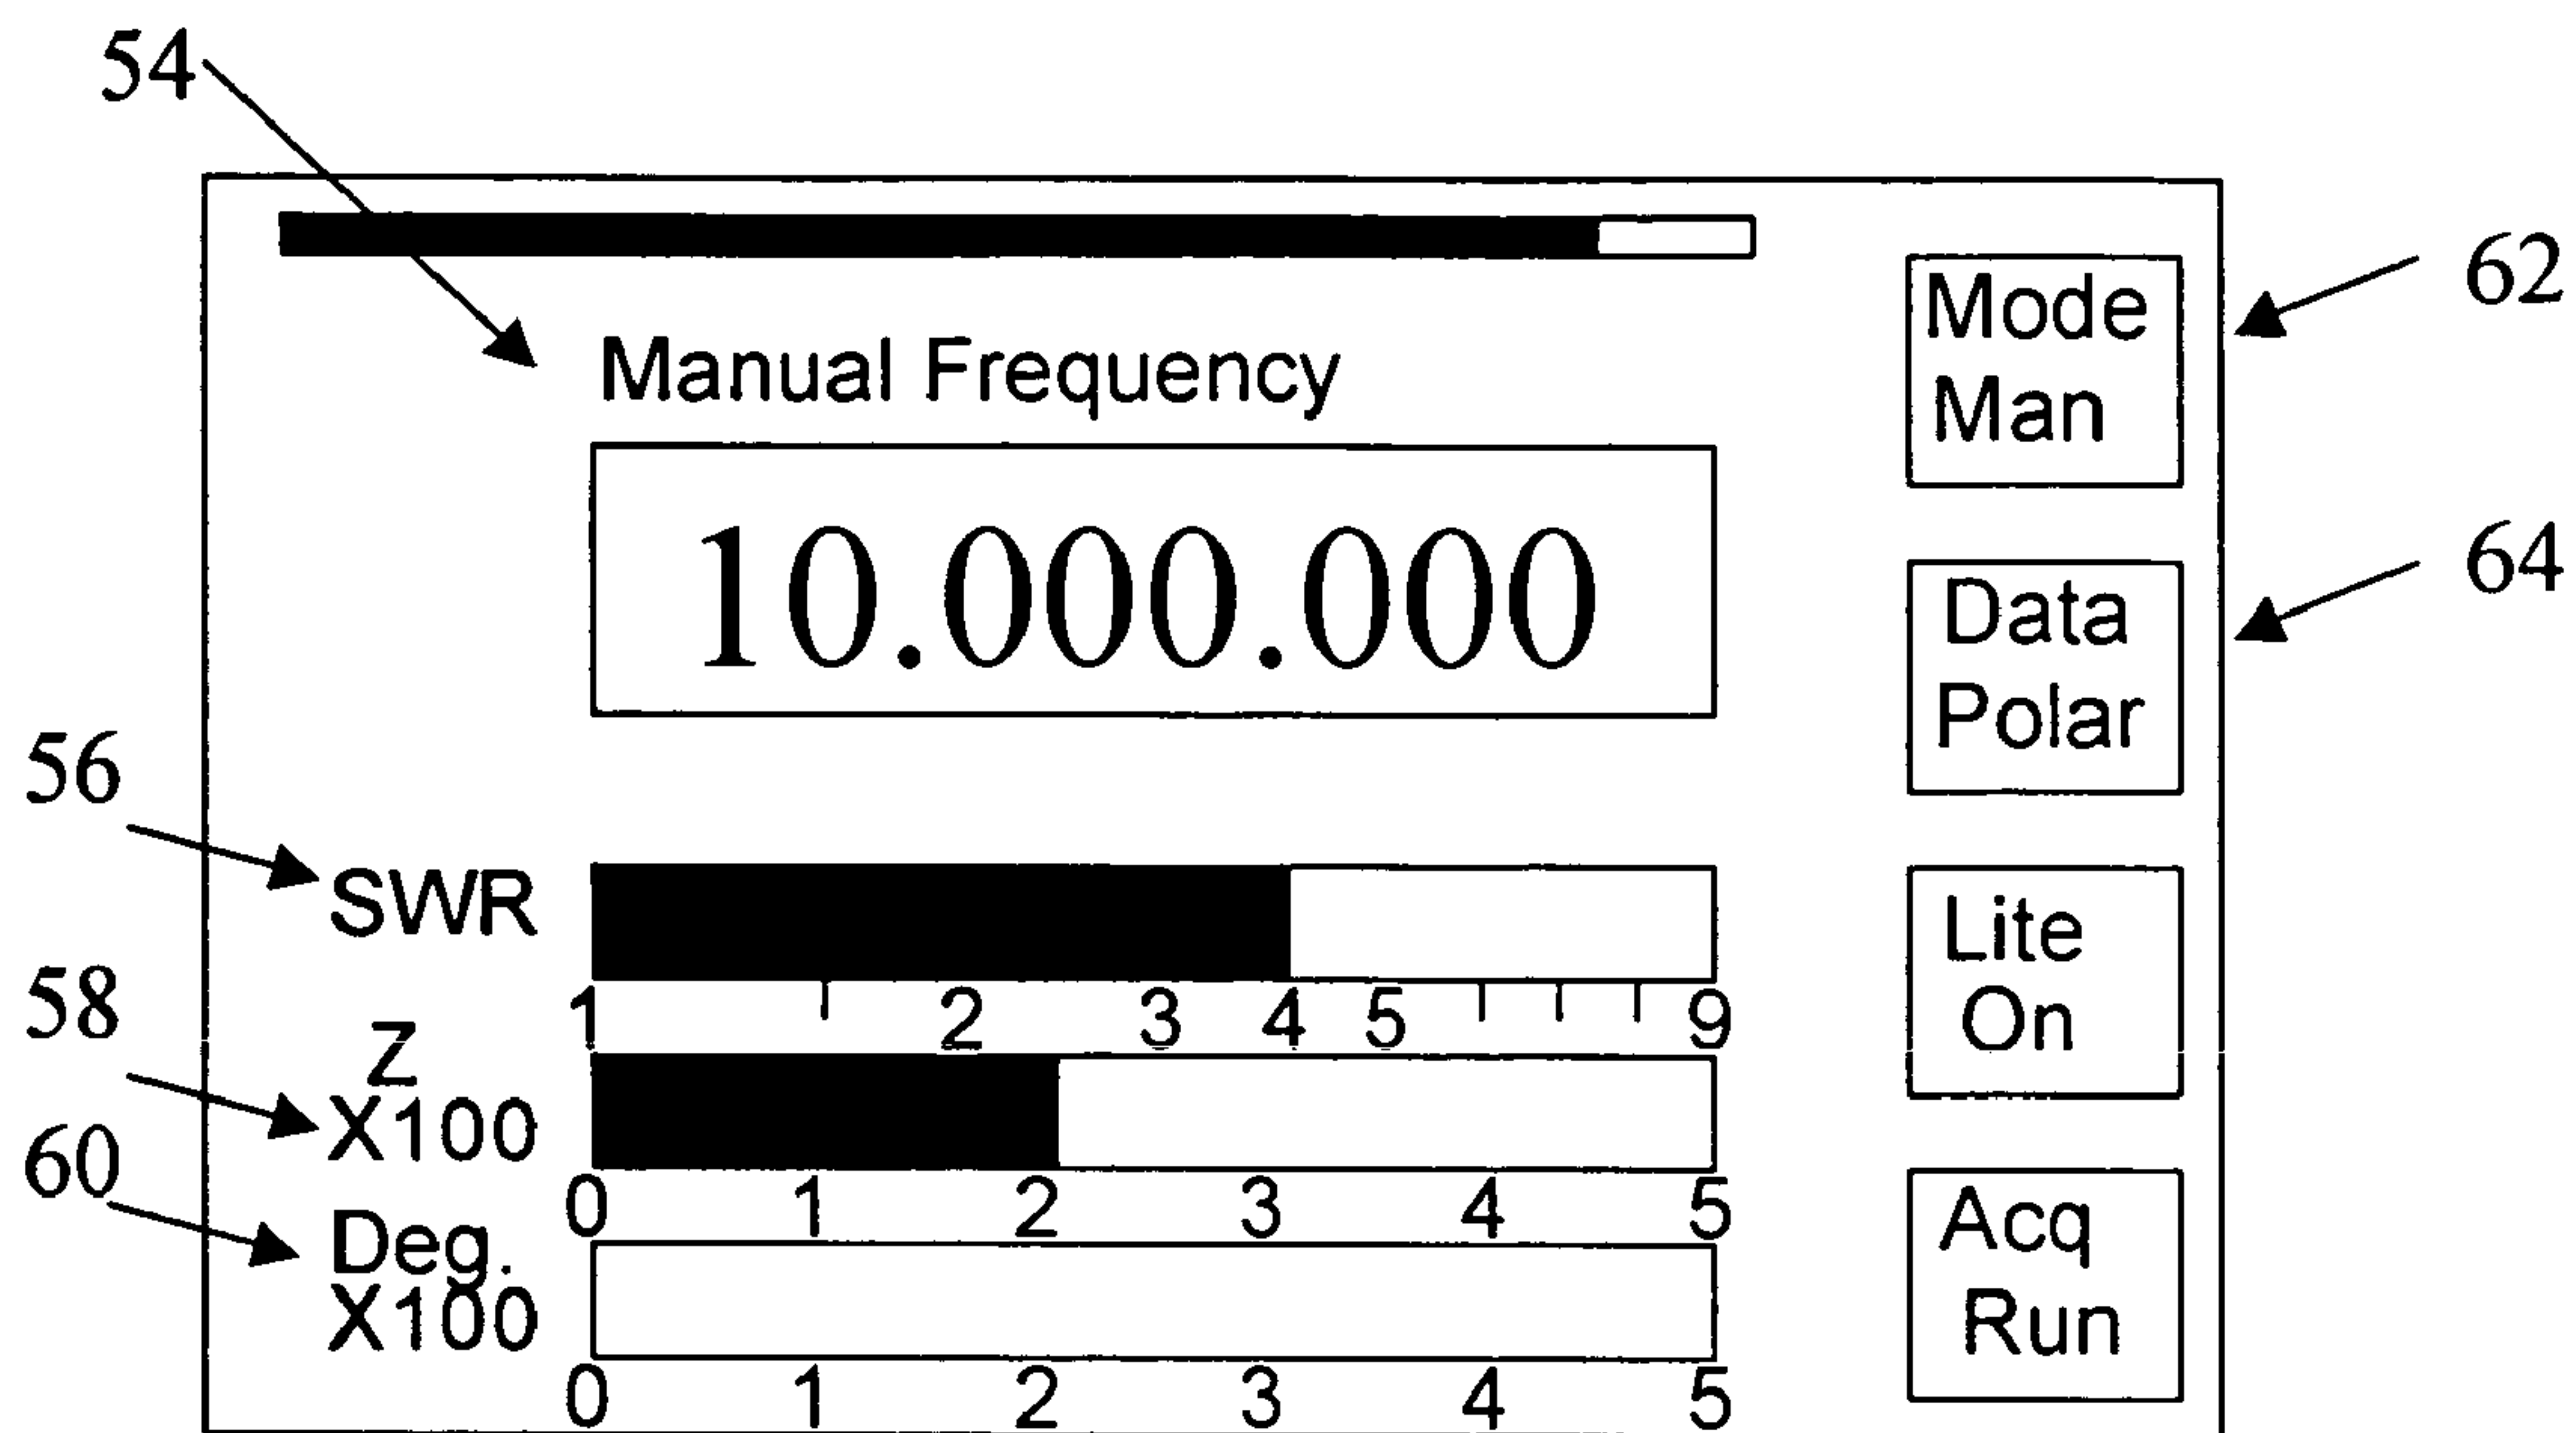 54
62
Mode
Man
Manual Frequency
10.000.000
64
Data
Polar
56
SWR
1 2 3 4 5 9
Lite
On
58
Z
X100
0 1 2 3 4 5
60
Deg.
X100
0 1 2 3 4 5
Acq
Run